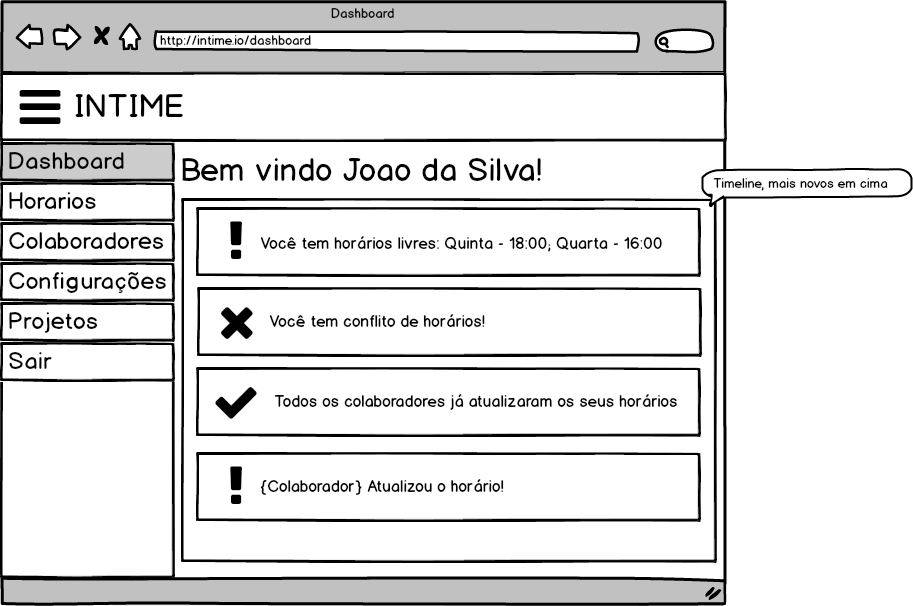 Dashboard
http://intime.io/dashboard
INTIME
Dashboard
Horarios
Colaboradores
Configurações
Projetos
Sair
Bem vindo Joao da Silva!
Timeline, mais novos em cima
Você tem horários livres: Quinta - 18:00; Quarta - 16:00
Você tem conflito de horários!
Todos os colaboradores já atualizaram os seus horários
{Colaborador} Atualizou o horário!